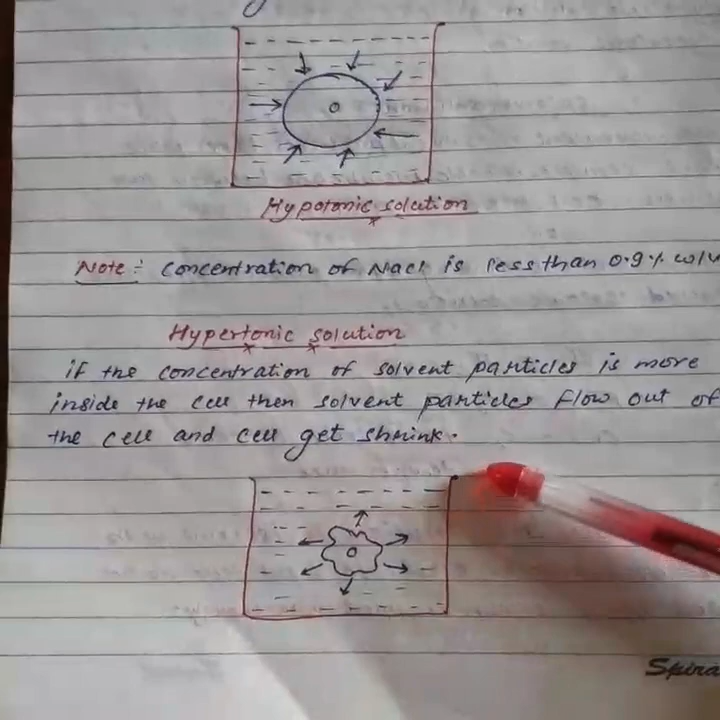 Hypotonic solution
Note: Concentration of NaCl is less than 0.9% w/v
Hypertonic solution
if the concentration of solvent particles is more
inside the cell then solvent particles flow out of
the cell and cell get shrink.
Spira